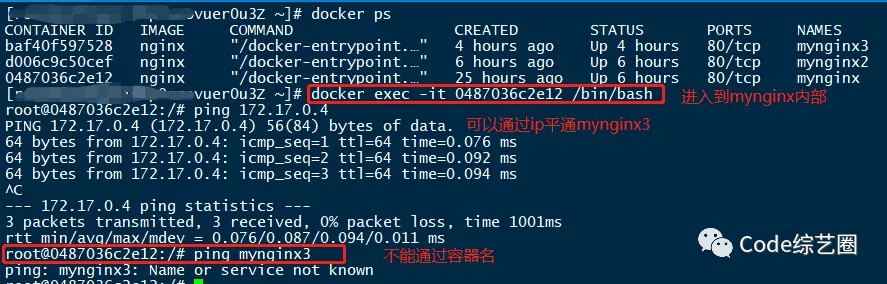 svuer0u3Z ~]# docker ps
CONTAINER ID IMAGE COMMAND CREATED STATUS PORTS NAMES
baf40f597528 nginx "/docker-entrypoint.…" 4 hours ago Up 4 hours 80/tcp mynginx3
d006c9c50cef nginx "/docker-entrypoint.…" 6 hours ago Up 6 hours 80/tcp mynginx2
0487036c2e12 nginx "/docker-entrypoint.…" 25 hours ago Up 6 hours 80/tcp mynginx
svuer0u3Z ~]# docker exec -it 0487036c2e12 /bin/bash 进入到mynginx内部
root@0487036c2e12:/# ping 172.17.0.4
PING 172.17.0.4 (172.17.0.4) 56(84) bytes of data. 可以通过ip平通mynginx3
64 bytes from 172.17.0.4: icmp_seq=1 ttl=64 time=0.076 ms
64 bytes from 172.17.0.4: icmp_seq=2 ttl=64 time=0.092 ms
64 bytes from 172.17.0.4: icmp_seq=3 ttl=64 time=0.094 ms
^C
--- 172.17.0.4 ping statistics ---
3 packets transmitted, 3 received, 0% packet loss, time 1001ms
rtt min/avg/max/mdev = 0.076/0.087/0.094/0.011 ms
root@0487036c2e12:/# ping mynginx3 不能通过容器名
ping: mynginx3: Name or service not known
root@0487036c2e12:/#
Code综艺圈